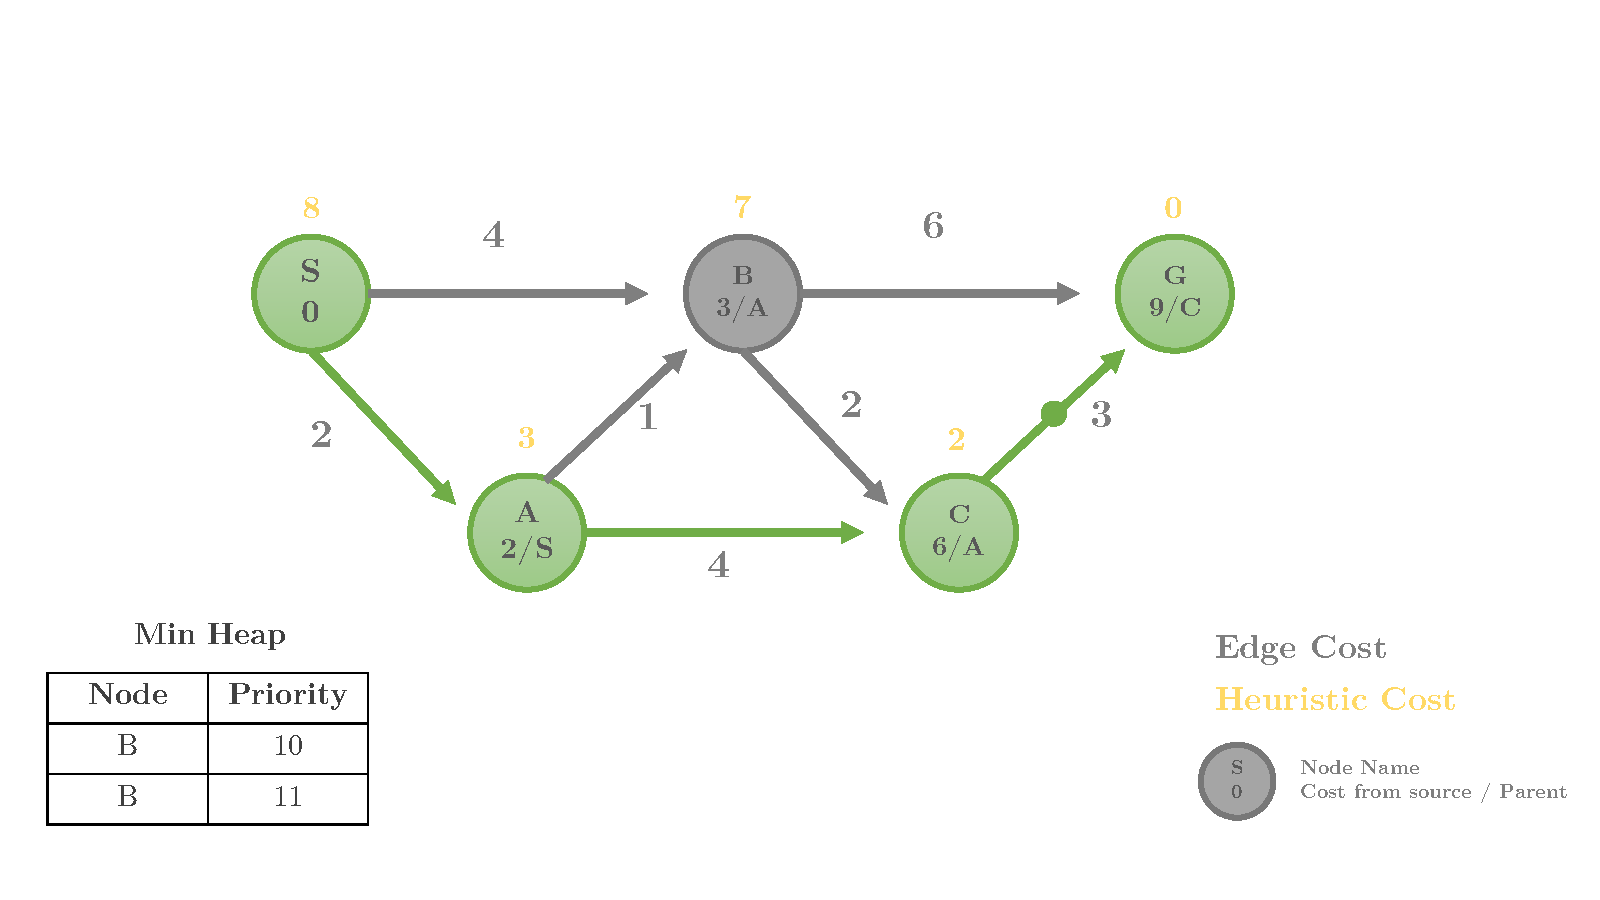 8
7
0
4
6
S
0
B
3/A
G
9/C
2
1
2
3
3
2
A
2/S
C
6/A
4
Min Heap
Node Priority
B 10
B 11
Edge Cost
Heuristic Cost
S
0
Node Name
Cost from source / Parent